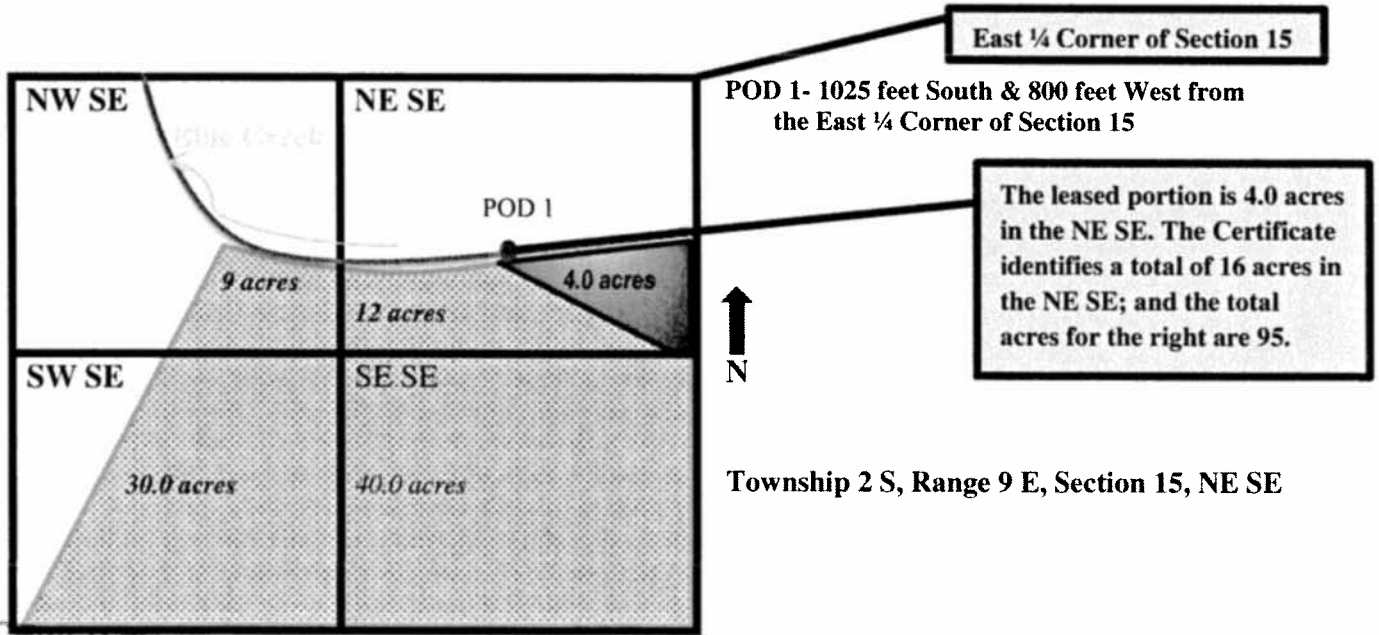 East ¼ Corner of Section 15
NW SE
NE SE
POD 1- 1025 feet South & 800 feet West from
the East ¼ Corner of Section 15
Blue Creek
POD 1
The leased portion is 4.0 acres
in the NE SE. The Certificate
identifies a total of 16 acres in
the NE SE; and the total
acres for the right are 95.
9 acres
4.0 acres
12 acres
N
SW SE
SE SE
30.0 acres
40.0 acres
Township 2 S, Range 9 E, Section 15, NE SE